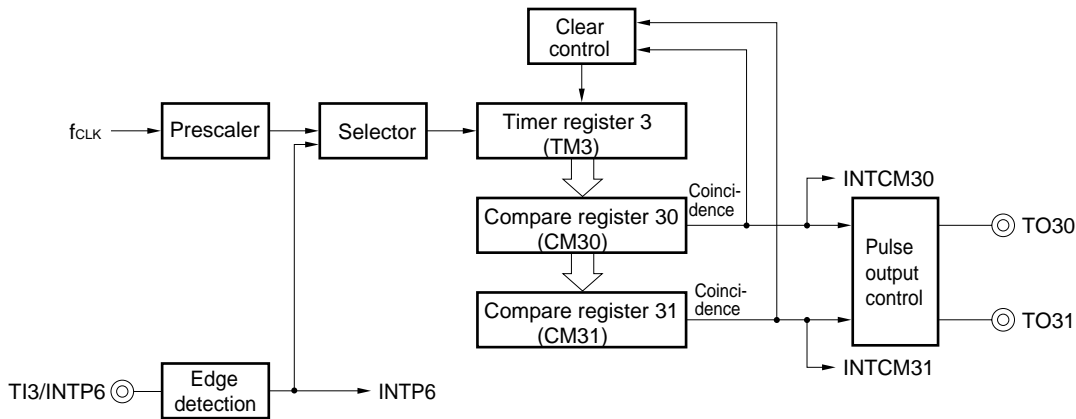 Clear
control
fCLK
Prescaler
Selector
Timer register 3
(TM3)
Coinci-
dence
INTCM30
Compare register 30
(CM30)
TO30
Pulse
output
control
Coinci-
dence
Compare register 31
(CM31)
TO31
INTCM31
TI3/INTP6
Edge
detection
INTP6